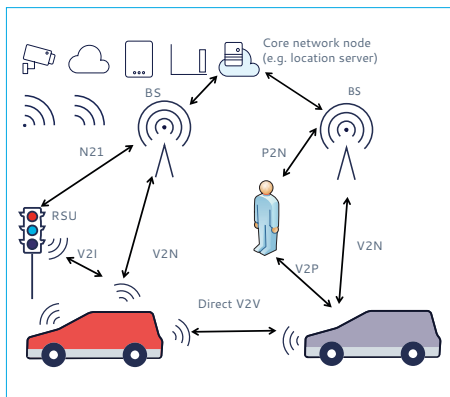 Core network node
(e.g. location server)
BS
BS
N21
P2N
RSU
V2I
V2N
V2N
V2P
Direct V2V